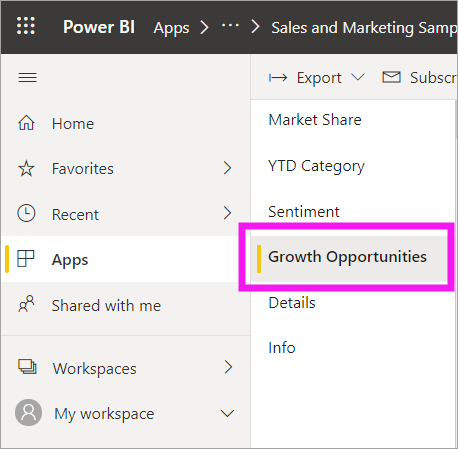 Power BI Apps > ··· > Sales and Marketing Samp
Export Subscr
Home
Favorites
Recent
Apps
Shared with me
Workspaces
My workspace
Market Share
YTD Category
Sentiment
Growth Opportunities
Details
Info